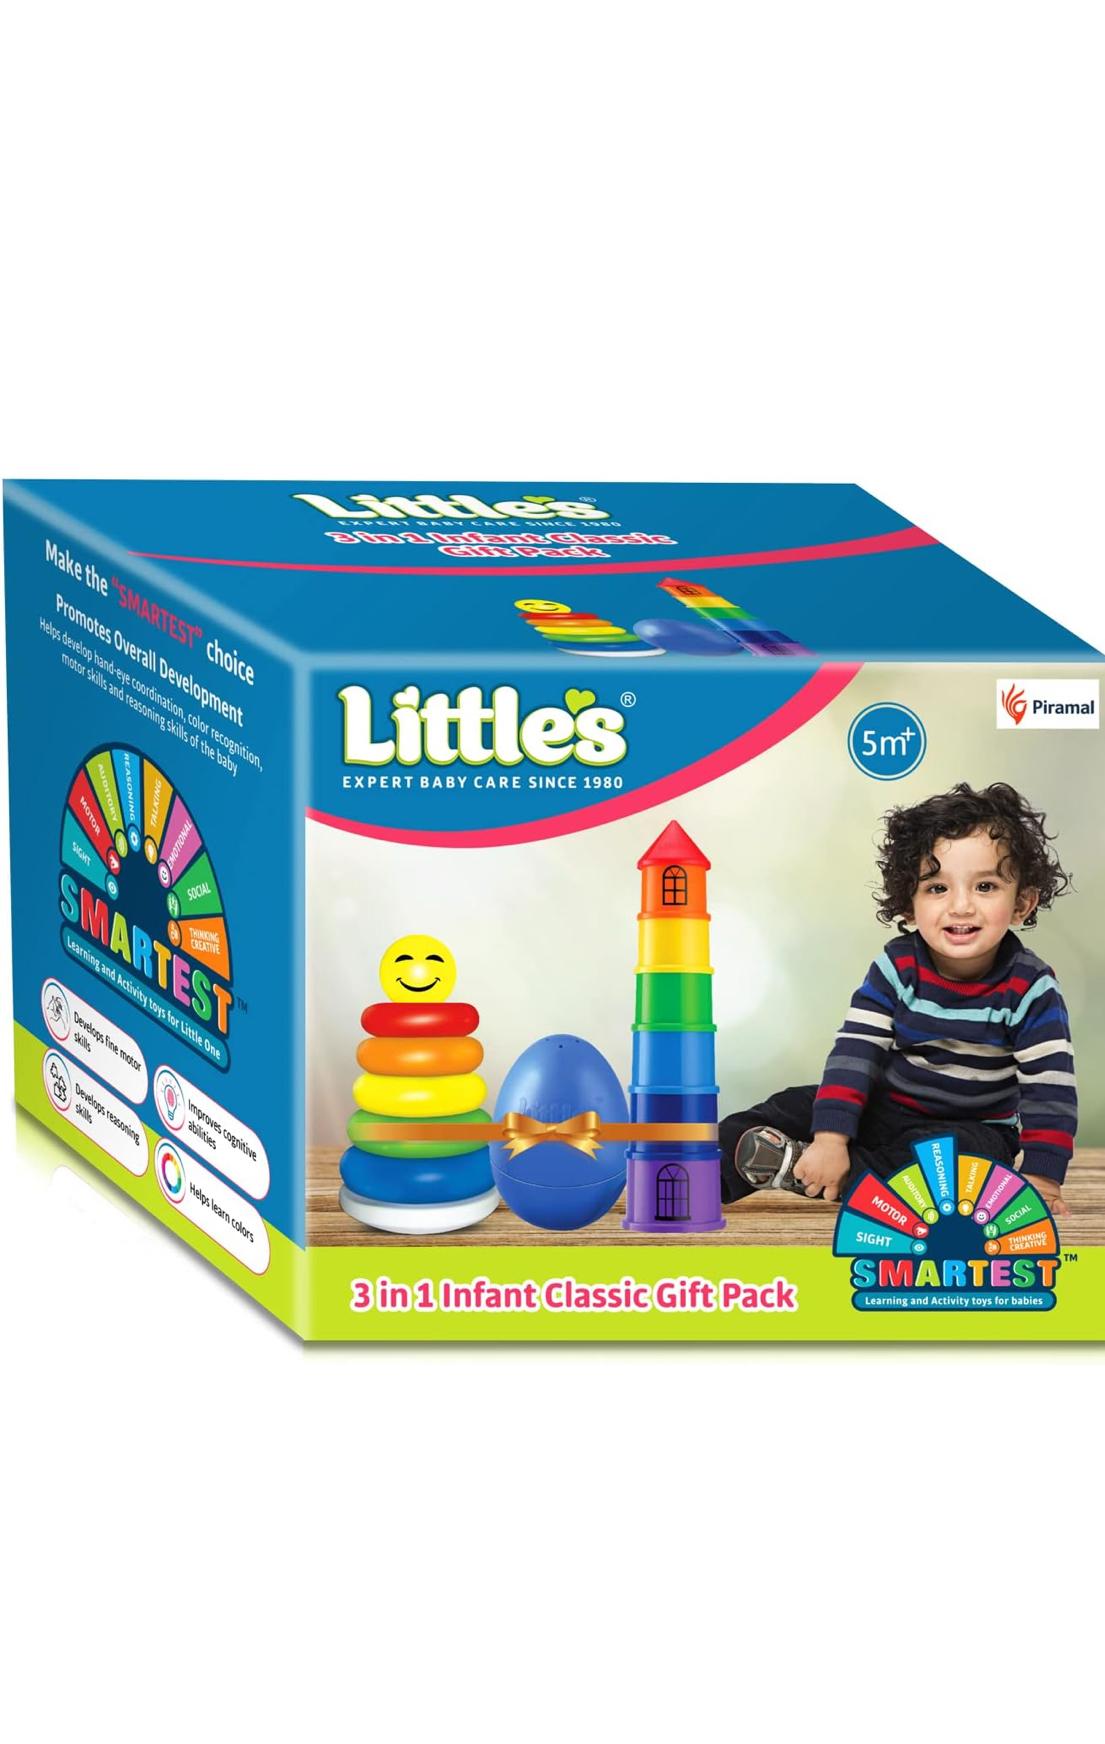 Little's®
EXPERT BABY CARE SINCE 1980
3 in 1 Infant Classic
Gift Pack
Make the "SMARTEST" choice
Promotes Overall Development
Helps develop hand-eye coordination, color recognition,
motor skills and reasoning skills of the baby
SIGHT
MOTOR
AUDITORY
REASONING
TALKING
EMOTIONAL
SOCIAL
THINKING
CREATIVE
SMARTEST™
Learning and Activity toys for Little One
Develops fine motor
skills
Improves cognitive
abilities
Develops reasoning
skills
Helps learn colors
Little's®
EXPERT BABY CARE SINCE 1980
5m+
Piramal
SIGHT
MOTOR
AUDITORY
REASONING
TALKING
EMOTIONAL
SOCIAL
THINKING
CREATIVE
SMARTEST™
Learning and Activity toys for babies
3 in 1 Infant Classic Gift Pack